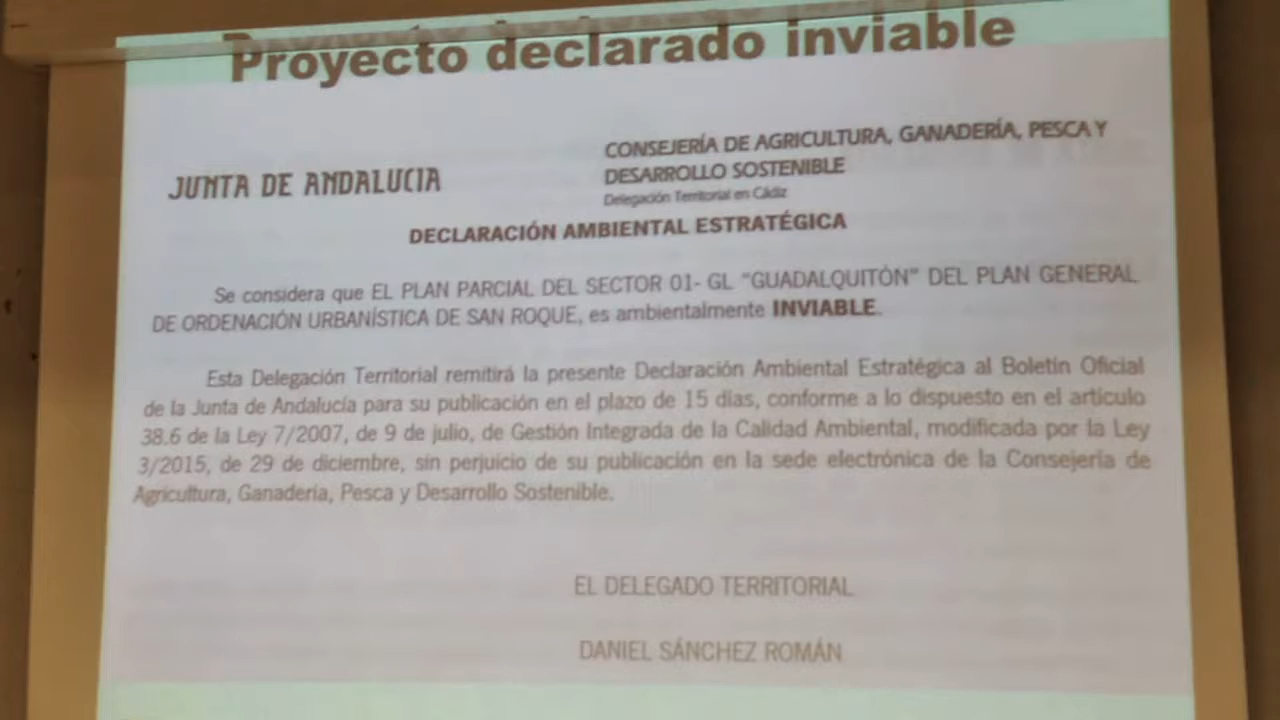 Proyecto declarado inviable
JUNTA DE ANDALUCIA
CONSEJERÍA DE AGRICULTURA, GANADERÍA, PESCA Y
DESARROLLO SOSTENIBLE
Delegación Territorial en Cádiz
DECLARACIÓN AMBIENTAL ESTRATÉGICA
Se considera que EL PLAN PARCIAL DEL SECTOR 01- GL "GUADALQUITÓN" DEL PLAN GENERAL
DE ORDENACIÓN URBANÍSTICA DE SAN ROQUE, es ambientalmente INVIABLE.
Esta Delegación Territorial remitirá la presente Declaración Ambiental Estratégica al Boletín Oficial
de la Junta de Andalucía para su publicación en el plazo de 15 días, conforme a lo dispuesto en el artículo
38.6 de la Ley 7/2007, de 9 de julio, de Gestión Integrada de la Calidad Ambiental, modificada por la Ley
3/2015, de 29 de diciembre, sin perjuicio de su publicación en la sede electrónica de la Consejería de
Agricultura, Ganadería, Pesca y Desarrollo Sostenible.
EL DELEGADO TERRITORIAL
DANIEL SÁNCHEZ ROMÁN